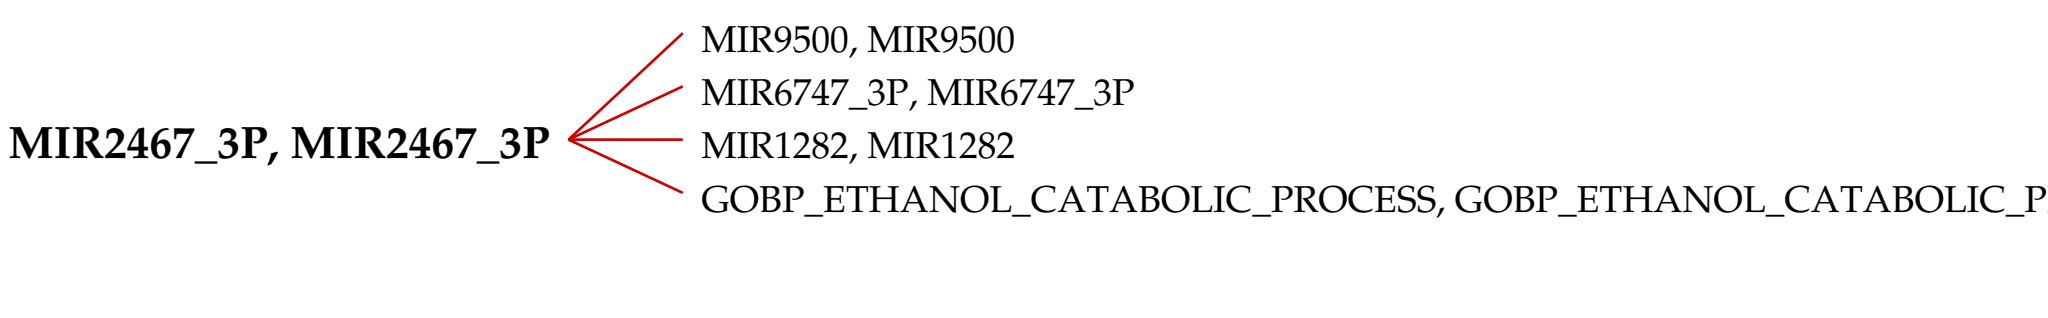 MIR9500, MIR9500
MIR6747_3P, MIR6747_3P
MIR2467_3P, MIR2467_3P
MIR1282, MIR1282
GOBP_ETHANOL_CATABOLIC_PROCESS, GOBP_ETHANOL_CATABOLIC_P